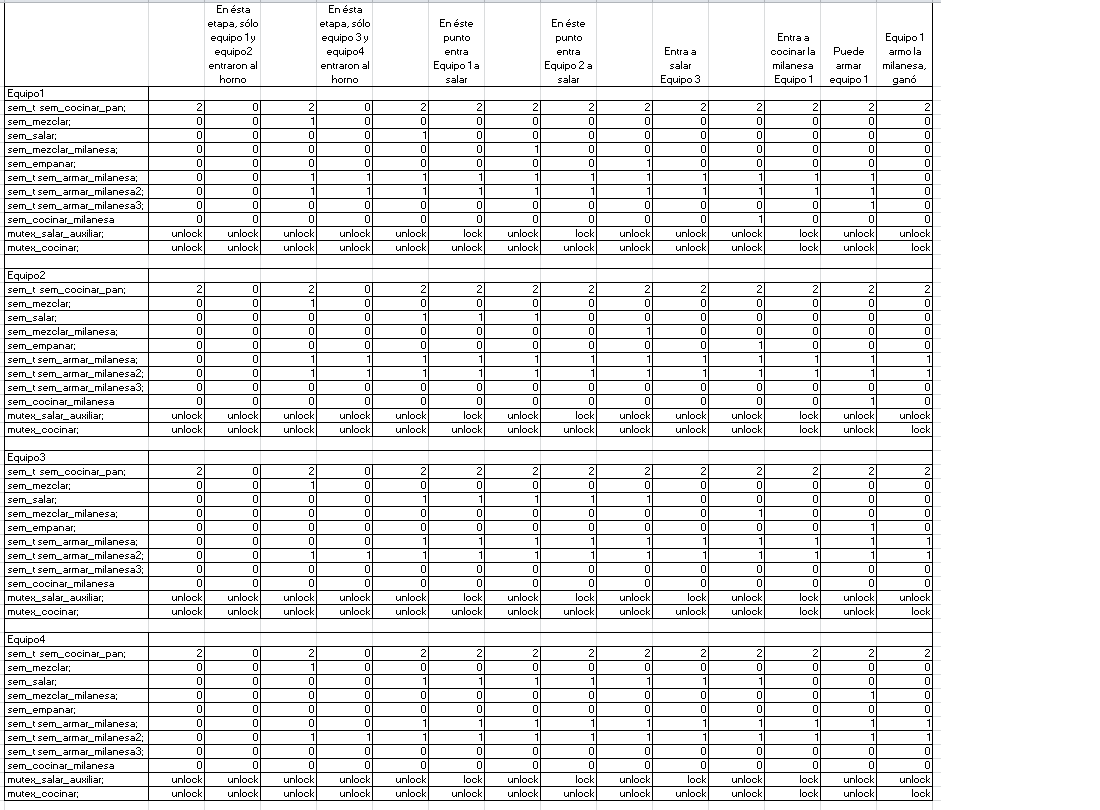 En ésta etapa, sólo equipo 1 y equipo2 entraron al horno
En ésta etapa, sólo equipo 3 y equipo4 entraron al horno
En éste punto entra Equipo 1 a salar
En éste punto entra Equipo 2 a salar
Entra a salar Equipo 3
Entra a cocinar la milanesa Equipo 1
Puede armar equipo 1
Equipo 1 armo la milanesa, ganó
Equipo1
sem_t sem_cocinar_pan; 2 0 2 0 2 2 2 2 2 2 2 2 2 2
sem_mezclar; 0 0 1 0 0 0 0 0 0 0 0 0 0 0
sem_salar; 0 0 0 0 1 0 0 0 0 0 0 0 0 0
sem_mezclar_milanesa; 0 0 0 0 0 0 1 0 0 0 0 0 0 0
sem_empanar; 0 0 0 0 0 0 0 0 1 0 0 0 0 0
sem_t sem_armar_milanesa; 0 0 1 1 1 1 1 1 1 1 1 1 1 0
sem_t sem_armar_milanesa2; 0 0 1 1 1 1 1 1 1 1 1 1 1 0
sem_t sem_armar_milanesa3; 0 0 0 0 0 0 0 0 0 0 0 0 1 0
sem_cocinar_milanesa 0 0 0 0 0 0 0 0 0 0 1 0 0 0
mutex_salar_auxiliar; unlock unlock unlock unlock unlock lock unlock lock unlock unlock unlock lock unlock unlock
mutex_cocinar; unlock unlock unlock unlock unlock unlock unlock unlock unlock unlock unlock lock unlock lock
Equipo2
sem_t sem_cocinar_pan; 2 0 2 0 2 2 2 2 2 2 2 2 2 2
sem_mezclar; 0 0 1 0 0 0 0 0 0 0 0 0 0 0
sem_salar; 0 0 0 0 1 1 1 0 0 0 0 0 0 0
sem_mezclar_milanesa; 0 0 0 0 0 0 0 0 1 0 0 0 0 0
sem_empanar; 0 0 0 0 0 0 0 0 0 0 1 0 0 0
sem_t sem_armar_milanesa; 0 0 1 1 1 1 1 1 1 1 1 1 1 1
sem_t sem_armar_milanesa2; 0 0 1 1 1 1 1 1 1 1 1 1 1 1
sem_t sem_armar_milanesa3; 0 0 0 0 0 0 0 0 0 0 0 0 0 0
sem_cocinar_milanesa 0 0 0 0 0 0 0 0 0 0 0 0 1 0
mutex_salar_auxiliar; unlock unlock unlock unlock unlock lock unlock lock unlock unlock unlock lock unlock unlock
mutex_cocinar; unlock unlock unlock unlock unlock unlock unlock unlock unlock unlock unlock lock unlock lock
Equipo3
sem_t sem_cocinar_pan; 2 0 2 0 2 2 2 2 2 2 2 2 2 2
sem_mezclar; 0 0 1 0 0 0 0 0 0 0 0 0 0 0
sem_salar; 0 0 0 0 1 1 1 1 1 0 0 0 0 0
sem_mezclar_milanesa; 0 0 0 0 0 0 0 0 0 0 1 0 0 0
sem_empanar; 0 0 0 0 0 0 0 0 0 0 0 0 1 0
sem_t sem_armar_milanesa; 0 0 0 0 1 1 1 1 1 1 1 1 1 1
sem_t sem_armar_milanesa2; 0 0 1 1 1 1 1 1 1 1 1 1 1 1
sem_t sem_armar_milanesa3; 0 0 0 0 0 0 0 0 0 0 0 0 0 0
sem_cocinar_milanesa 0 0 0 0 0 0 0 0 0 0 0 0 0 0
mutex_salar_auxiliar; unlock unlock unlock unlock unlock lock unlock lock unlock lock unlock lock unlock unlock
mutex_cocinar; unlock unlock unlock unlock unlock unlock unlock unlock unlock unlock unlock lock unlock lock
Equipo4
sem_t sem_cocinar_pan; 2 0 2 0 2 2 2 2 2 2 2 2 2 2
sem_mezclar; 0 0 1 0 0 0 0 0 0 0 0 0 0 0
sem_salar; 0 0 0 0 1 1 1 1 1 1 1 0 0 0
sem_mezclar_milanesa; 0 0 0 0 0 0 0 0 0 0 0 0 1 0
sem_empanar; 0 0 0 0 0 0 0 0 0 0 0 0 0 0
sem_t sem_armar_milanesa; 0 0 0 0 1 1 1 1 1 1 1 1 1 1
sem_t sem_armar_milanesa2; 0 0 1 1 1 1 1 1 1 1 1 1 1 1
sem_t sem_armar_milanesa3; 0 0 0 0 0 0 0 0 0 0 0 0 0 0
sem_cocinar_milanesa 0 0 0 0 0 0 0 0 0 0 0 0 0 0
mutex_salar_auxiliar; unlock unlock unlock unlock unlock lock unlock lock unlock lock unlock lock unlock unlock
mutex_cocinar; unlock unlock unlock unlock unlock unlock unlock unlock unlock unlock unlock lock unlock lock